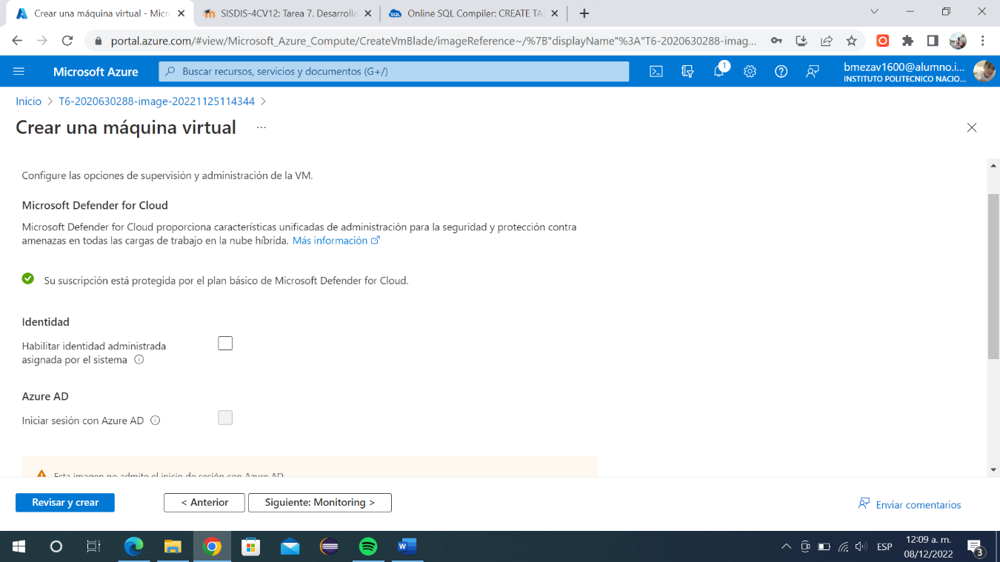 Crear una máquina virtual - Micr
SISDIS-4CV12: Tarea 7. Desarrollo
Online SQL Compiler: CREATE TA
portal.azure.com/#view/Microsoft_Azure_Compute/CreateVmBlade/imageReference~/%7B"displayName"%3A"T6-2020630288-imag...
Microsoft Azure
Buscar recursos, servicios y documentos (G+/)
1
bmezav1600@alumno.i...
INSTITUTO POLITECNICO NACIO...
Inicio > T6-2020630288-image-20221125114344 >
Crear una máquina virtual ...
Configure las opciones de supervisión y administración de la VM.
Microsoft Defender for Cloud
Microsoft Defender for Cloud proporciona características unificadas de administración para la seguridad y protección contra
amenazas en todas las cargas de trabajo en la nube híbrida. Más información
Su suscripción está protegida por el plan básico de Microsoft Defender for Cloud.
Identidad
Habilitar identidad administrada
asignada por el sistema
Azure AD
Iniciar sesión con Azure AD
Esta imagen no admite el inicio de sesión con Azure AD
Revisar y crear
< Anterior
Siguiente: Monitoring >
Enviar comentarios
ESP
12:09 a. m.
08/12/2022
3